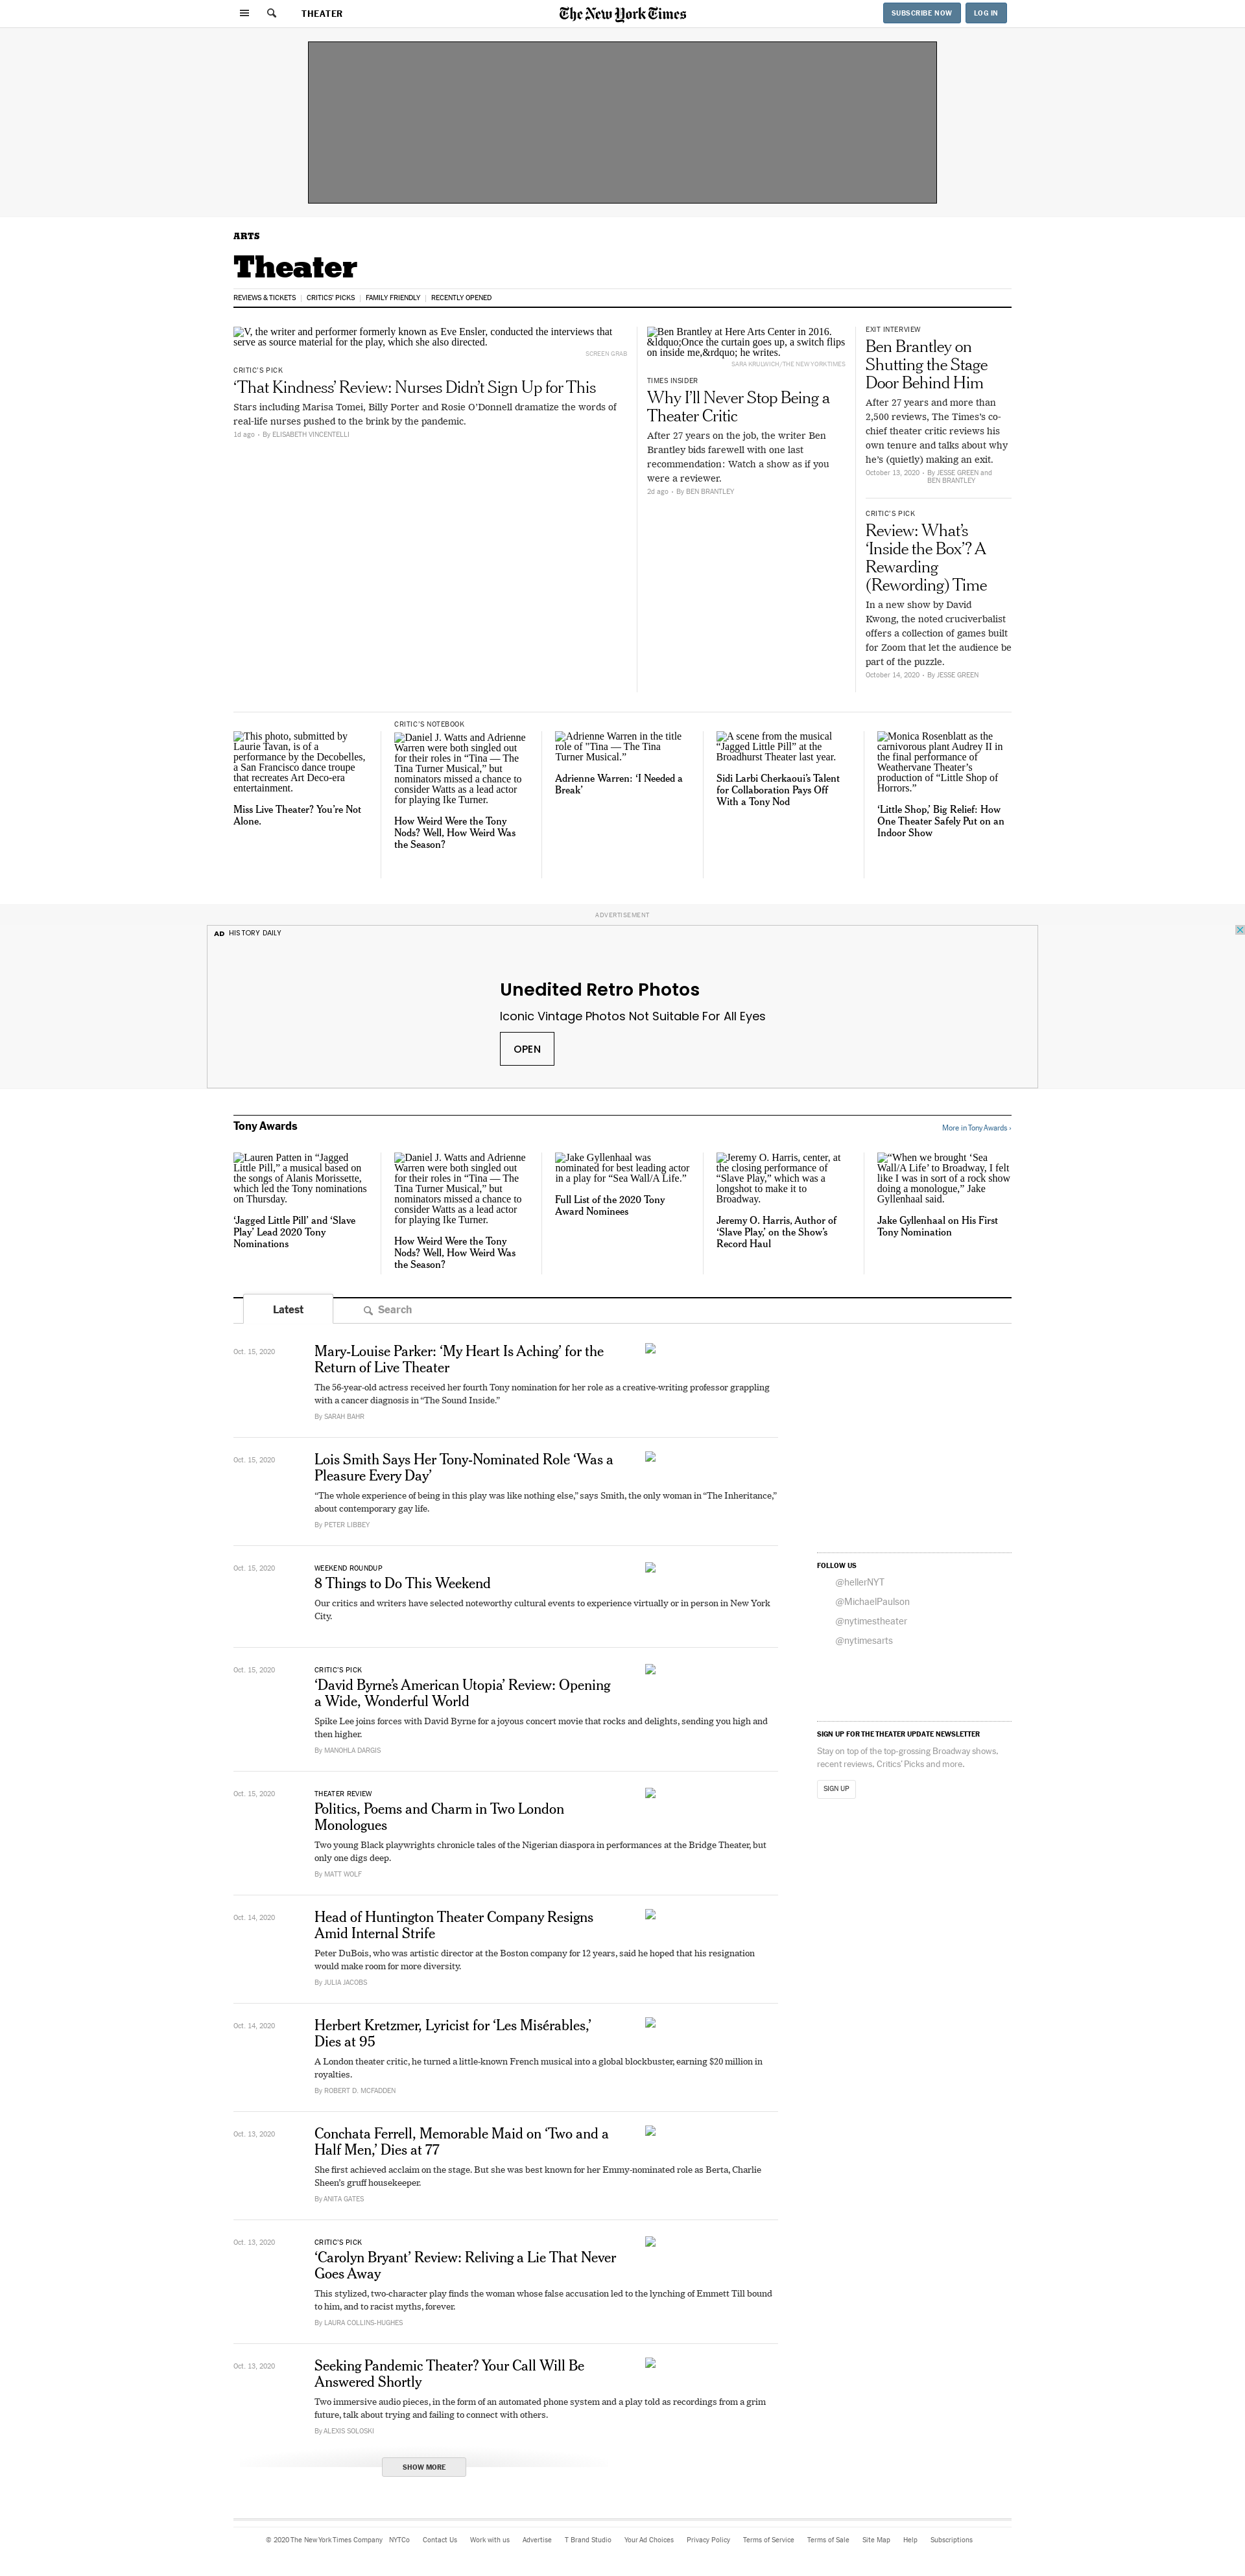 THEATER
The New York Times
SUBSCRIBE NOW
LOG IN
ARTS
Theater
REVIEWS & TICKETS
CRITICS' PICKS
FAMILY FRIENDLY
RECENTLY OPENED
V, the writer and performer formerly known as Eve Ensler, conducted the interviews that
serve as source material for the play, which she also directed.
SCREEN GRAB
CRITIC'S PICK
‘That Kindness’ Review: Nurses Didn’t Sign Up for This
Stars including Marisa Tomei, Billy Porter and Rosie O’Donnell dramatize the words of
real-life nurses pushed to the brink by the pandemic.
1d ago • By ELISABETH VINCENTELLI
Ben Brantley at Here Arts Center in 2016.
&ldquo;Once the curtain goes up, a switch flips
on inside me,&rdquo; he writes.
SARA KRULWICH/THE NEW YORK TIMES
TIMES INSIDER
Why I’ll Never Stop Being a
Theater Critic
After 27 years on the job, the writer Ben
Brantley bids farewell with one last
recommendation: Watch a show as if you
were a reviewer.
2d ago • By BEN BRANTLEY
EXIT INTERVIEW
Ben Brantley on
Shutting the Stage
Door Behind Him
After 27 years and more than
2,500 reviews, The Times’s co-
chief theater critic reviews his
own tenure and talks about why
he’s (quietly) making an exit.
October 13, 2020 • By JESSE GREEN and
BEN BRANTLEY
CRITIC'S PICK
Review: What’s
‘Inside the Box’? A
Rewarding
(Rewording) Time
In a new show by David
Kwong, the noted cruciverbalist
offers a collection of games built
for Zoom that let the audience be
part of the puzzle.
October 14, 2020 • By JESSE GREEN
This photo, submitted by
Laurie Tavan, is of a
performance by the Decobelles,
a San Francisco dance troupe
that recreates Art Deco-era
entertainment.
Miss Live Theater? You’re Not
Alone.
CRITIC'S NOTEBOOK
Daniel J. Watts and Adrienne
Warren were both singled out
for their roles in “Tina — The
Tina Turner Musical,” but
nominators missed a chance to
consider Watts as a lead actor
for playing Ike Turner.
How Weird Were the Tony
Nods? Well, How Weird Was
the Season?
Adrienne Warren in the title
role of "Tina — The Tina
Turner Musical.”
Adrienne Warren: ‘I Needed a
Break’
A scene from the musical
“Jagged Little Pill” at the
Broadhurst Theater last year.
Sidi Larbi Cherkaoui’s Talent
for Collaboration Pays Off
With a Tony Nod
Monica Rosenblatt as the
carnivorous plant Audrey II in
the final performance of
Weathervane Theater’s
production of “Little Shop of
Horrors.”
‘Little Shop,’ Big Relief: How
One Theater Safely Put on an
Indoor Show
ADVERTISEMENT
AD HISTORY DAILY
Unedited Retro Photos
Iconic Vintage Photos Not Suitable For All Eyes
OPEN
Tony Awards
More in Tony Awards ›
Lauren Patten in “Jagged
Little Pill,” a musical based on
the songs of Alanis Morissette,
which led the Tony nominations
on Thursday.
‘Jagged Little Pill’ and ‘Slave
Play’ Lead 2020 Tony
Nominations
Daniel J. Watts and Adrienne
Warren were both singled out
for their roles in “Tina — The
Tina Turner Musical,” but
nominators missed a chance to
consider Watts as a lead actor
for playing Ike Turner.
How Weird Were the Tony
Nods? Well, How Weird Was
the Season?
Jake Gyllenhaal was
nominated for best leading actor
in a play for “Sea Wall/A Life.”
Full List of the 2020 Tony
Award Nominees
Jeremy O. Harris, center, at
the closing performance of
“Slave Play,” which was a
longshot to make it to
Broadway.
Jeremy O. Harris, Author of
‘Slave Play,’ on the Show’s
Record Haul
“When we brought ‘Sea
Wall/A Life’ to Broadway, I felt
like I was in sort of a rock show
doing a monologue,” Jake
Gyllenhaal said.
Jake Gyllenhaal on His First
Tony Nomination
Latest
Search
Oct. 15, 2020
Mary-Louise Parker: ‘My Heart Is Aching’ for the
Return of Live Theater
The 56-year-old actress received her fourth Tony nomination for her role as a creative-writing professor grappling
with a cancer diagnosis in “The Sound Inside.”
By SARAH BAHR
Oct. 15, 2020
Lois Smith Says Her Tony-Nominated Role ‘Was a
Pleasure Every Day’
“The whole experience of being in this play was like nothing else,” says Smith, the only woman in “The Inheritance,”
about contemporary gay life.
By PETER LIBBEY
Oct. 15, 2020
WEEKEND ROUNDUP
8 Things to Do This Weekend
Our critics and writers have selected noteworthy cultural events to experience virtually or in person in New York
City.
Oct. 15, 2020
CRITIC'S PICK
‘David Byrne’s American Utopia’ Review: Opening
a Wide, Wonderful World
Spike Lee joins forces with David Byrne for a joyous concert movie that rocks and delights, sending you high and
then higher.
By MANOHLA DARGIS
Oct. 15, 2020
THEATER REVIEW
Politics, Poems and Charm in Two London
Monologues
Two young Black playwrights chronicle tales of the Nigerian diaspora in performances at the Bridge Theater, but
only one digs deep.
By MATT WOLF
Oct. 14, 2020
Head of Huntington Theater Company Resigns
Amid Internal Strife
Peter DuBois, who was artistic director at the Boston company for 12 years, said he hoped that his resignation
would make room for more diversity.
By JULIA JACOBS
Oct. 14, 2020
Herbert Kretzmer, Lyricist for ‘Les Misérables,’
Dies at 95
A London theater critic, he turned a little-known French musical into a global blockbuster, earning $20 million in
royalties.
By ROBERT D. MCFADDEN
Oct. 13, 2020
Conchata Ferrell, Memorable Maid on ‘Two and a
Half Men,’ Dies at 77
She first achieved acclaim on the stage. But she was best known for her Emmy-nominated role as Berta, Charlie
Sheen’s gruff housekeeper.
By ANITA GATES
Oct. 13, 2020
CRITIC'S PICK
‘Carolyn Bryant’ Review: Reliving a Lie That Never
Goes Away
This stylized, two-character play finds the woman whose false accusation led to the lynching of Emmett Till bound
to him, and to racist myths, forever.
By LAURA COLLINS-HUGHES
Oct. 13, 2020
Seeking Pandemic Theater? Your Call Will Be
Answered Shortly
Two immersive audio pieces, in the form of an automated phone system and a play told as recordings from a grim
future, talk about trying and failing to connect with others.
By ALEXIS SOLOSKI
SHOW MORE
FOLLOW US
@hellerNYT
@MichaelPaulson
@nytimestheater
@nytimesarts
SIGN UP FOR THE THEATER UPDATE NEWSLETTER
Stay on top of the top-grossing Broadway shows,
recent reviews, Critics’ Picks and more.
SIGN UP
© 2020 The New York Times Company
NYTCo
Contact Us
Work with us
Advertise
T Brand Studio
Your Ad Choices
Privacy Policy
Terms of Service
Terms of Sale
Site Map
Help
Subscriptions